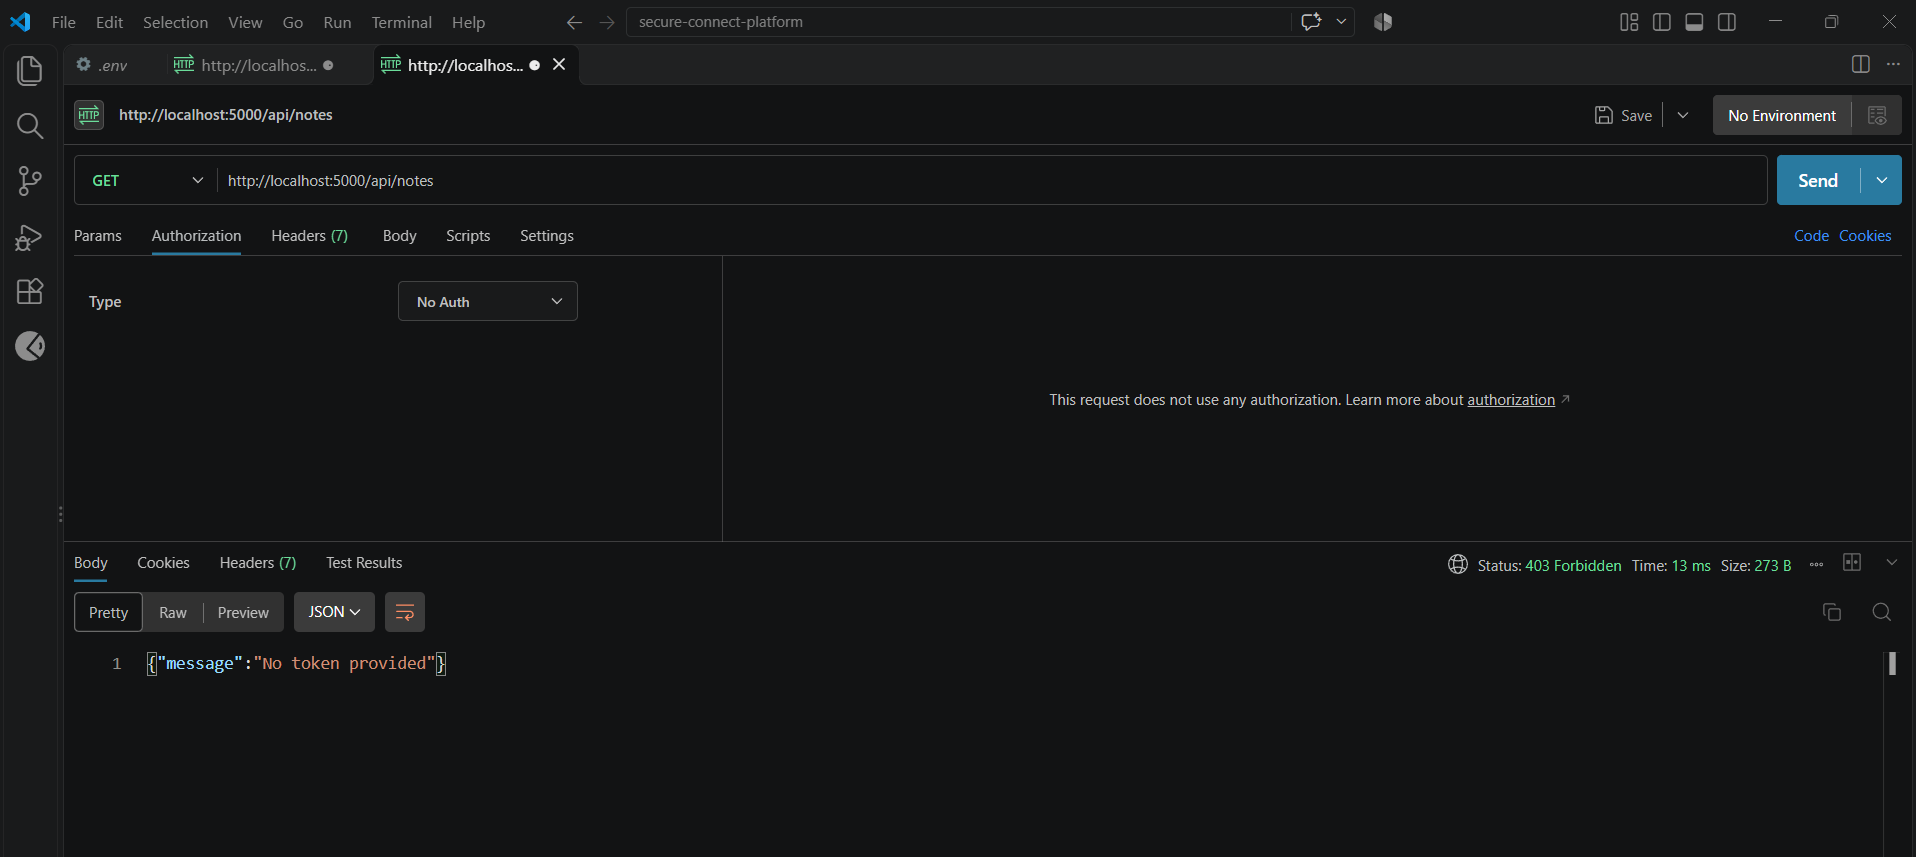 File Edit Selection View Go Run Terminal Help
secure-connect-platform
.env
HTTP http://localhos...
HTTP http://localhos...
HTTP http://localhost:5000/api/notes
Save
No Environment
GET
http://localhost:5000/api/notes
Send
Params Authorization Headers (7) Body Scripts Settings
Code Cookies
Type
No Auth
This request does not use any authorization. Learn more about authorization
Body Cookies Headers (7) Test Results
Status: 403 Forbidden Time: 13 ms Size: 273 B
Pretty Raw Preview JSON
1 {"message":"No token provided"}